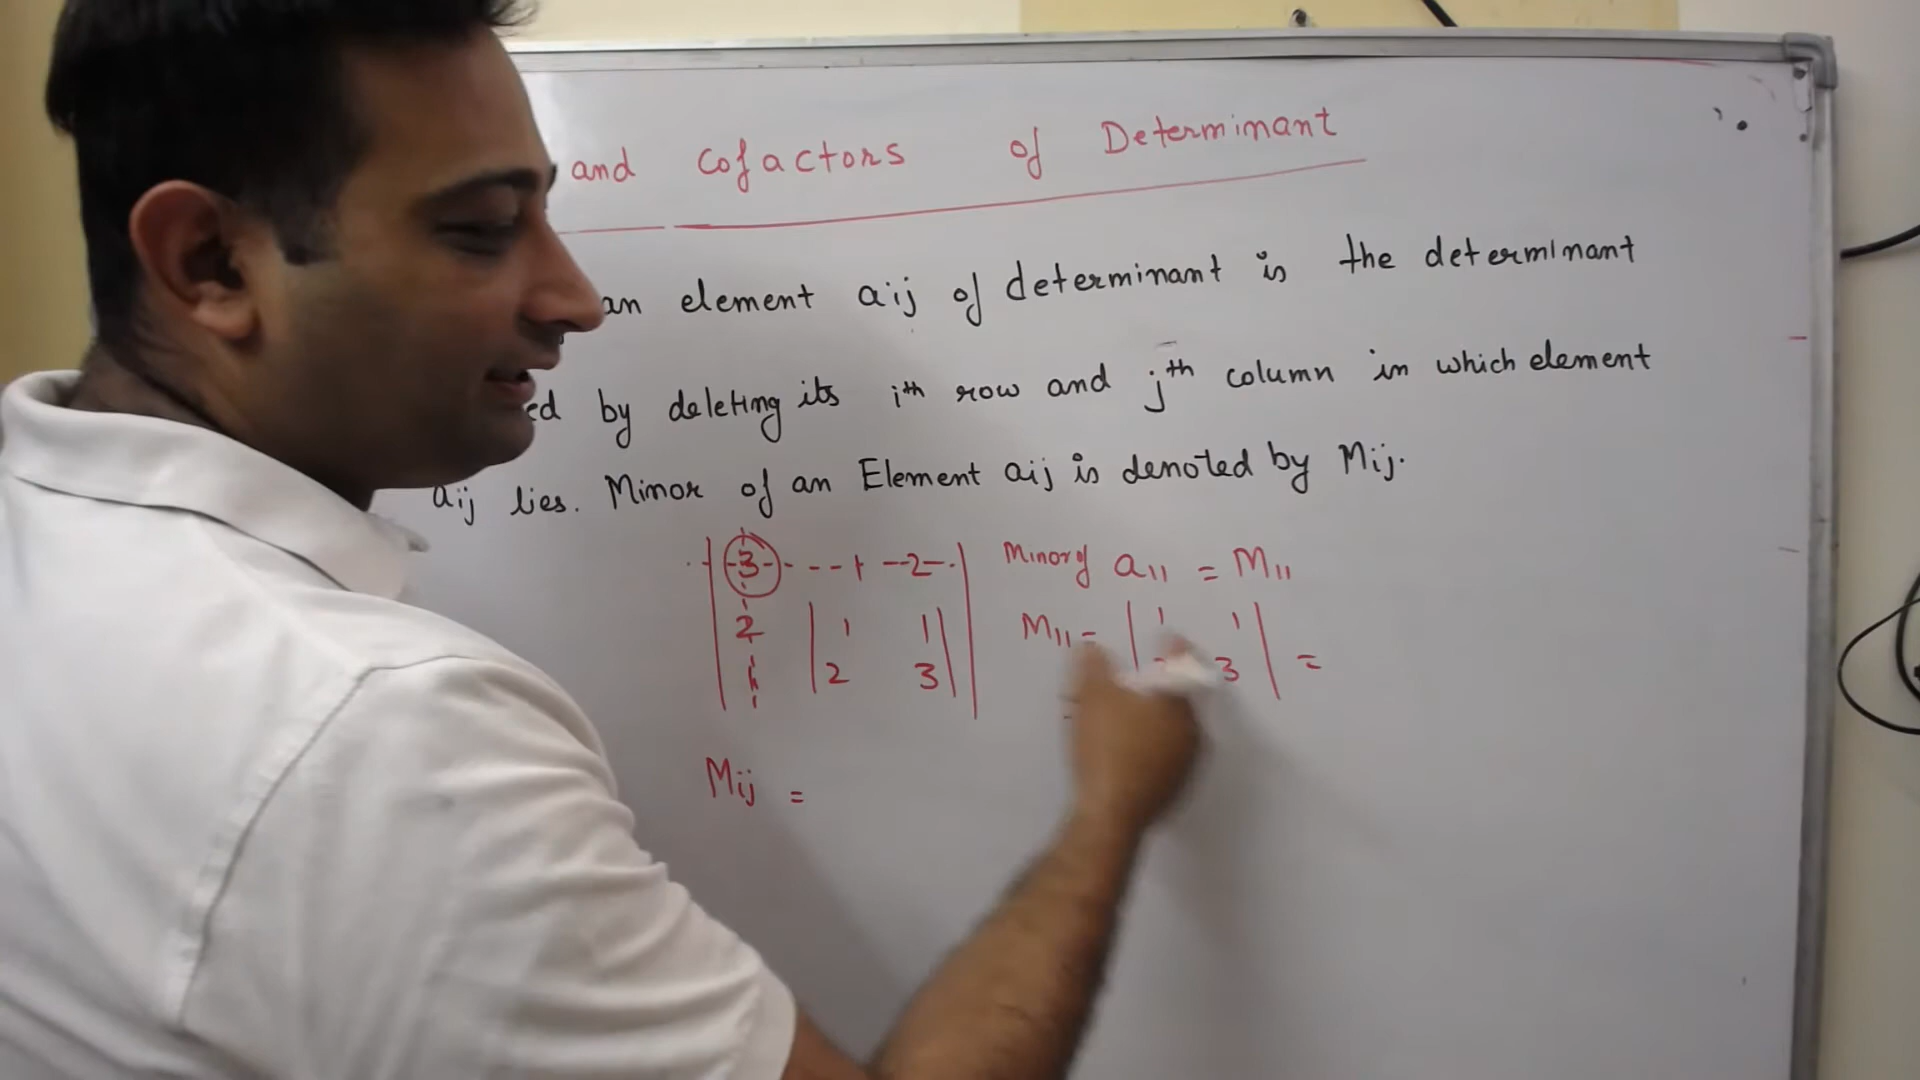 and Cofactors of Determinant
an element aij of determinant is the determinant
ed by deleting its ith row and jth column in which element
aij lies. Minor of an Element aij is denoted by Mij.
3 1 2 Minor of a11 = M11
2 1 1 M11 = 1 1
1 2 3 3 =
Mij =